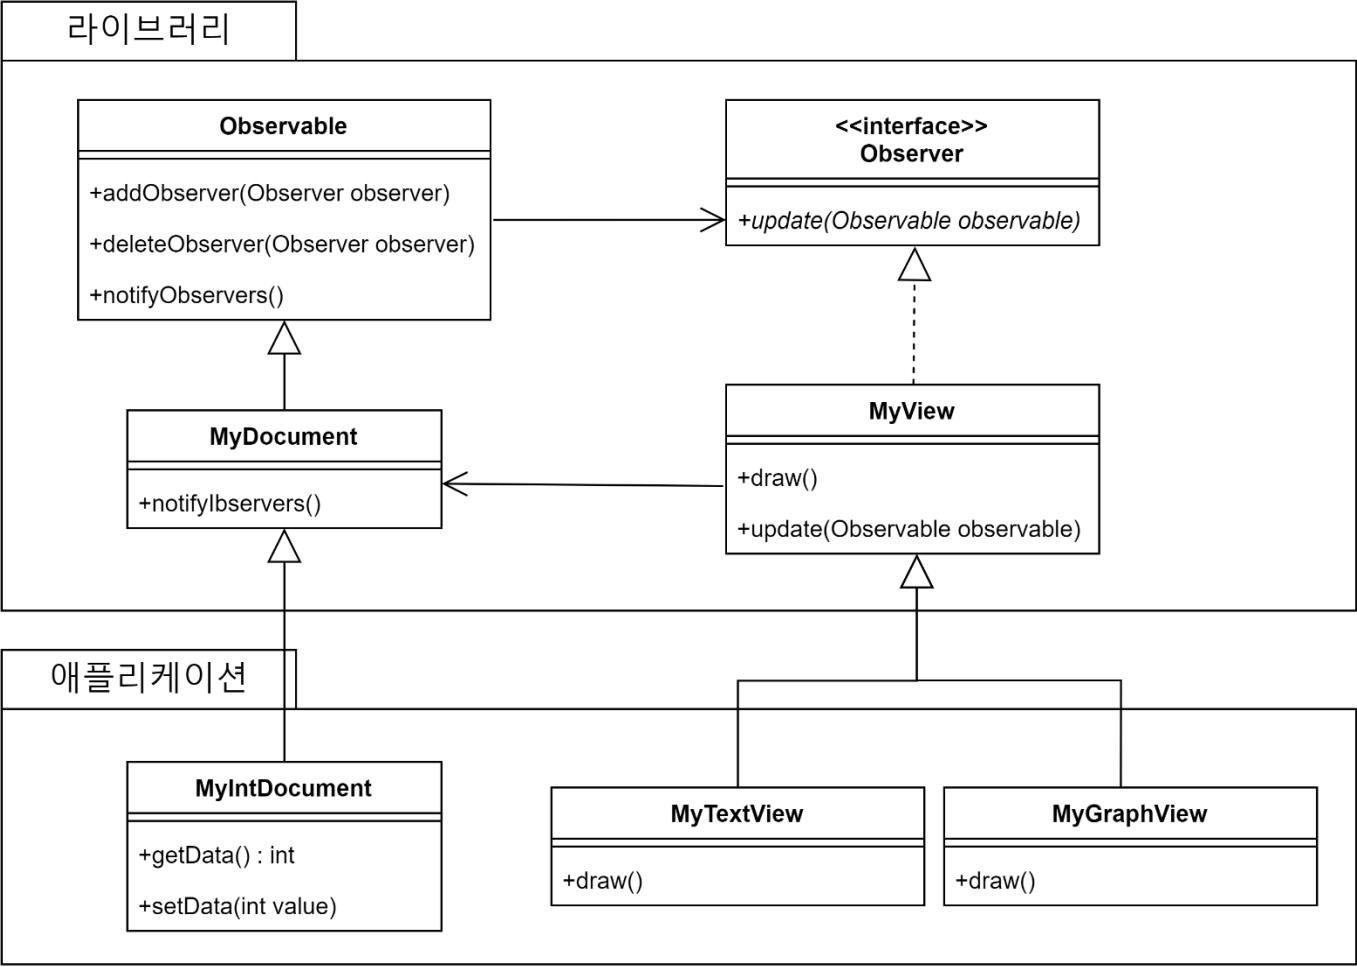 라이브러리
Observable
+addObserver(Observer observer)
+deleteObserver(Observer observer)
+notifyObservers()
<<interface>>
Observer
+update(Observable observable)
MyDocument
+notifyIbservers()
MyView
+draw()
+update(Observable observable)
애플리케이션
MyIntDocument
+getData() : int
+setData(int value)
MyTextView
+draw()
MyGraphView
+draw()